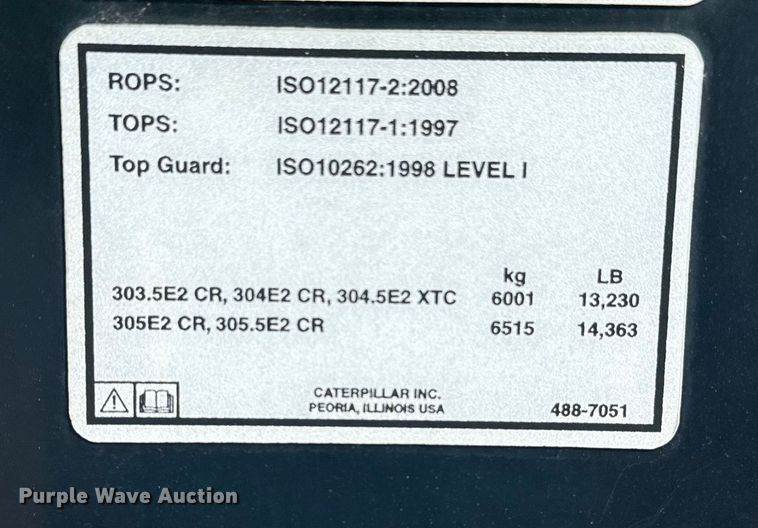 ROPS: ISO12117-2:2008
TOPS: ISO12117-1:1997
Top Guard: ISO10262:1998 LEVEL I
kg LB
303.5E2 CR, 304E2 CR, 304.5E2 XTC 6001 13,230
305E2 CR, 305.5E2 CR 6515 14,363
CATERPILLAR INC.
PEORIA, ILLINOIS USA
488-7051
Purple Wave Auction